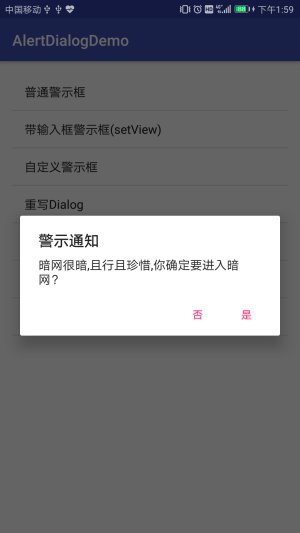 中国移动
下午1:59
AlertDialogDemo
普通警示框
带输入框警示框(setView)
自定义警示框
重写Dialog
警示通知
暗网很暗,且行且珍惜,你确定要进入暗
网?
否
是